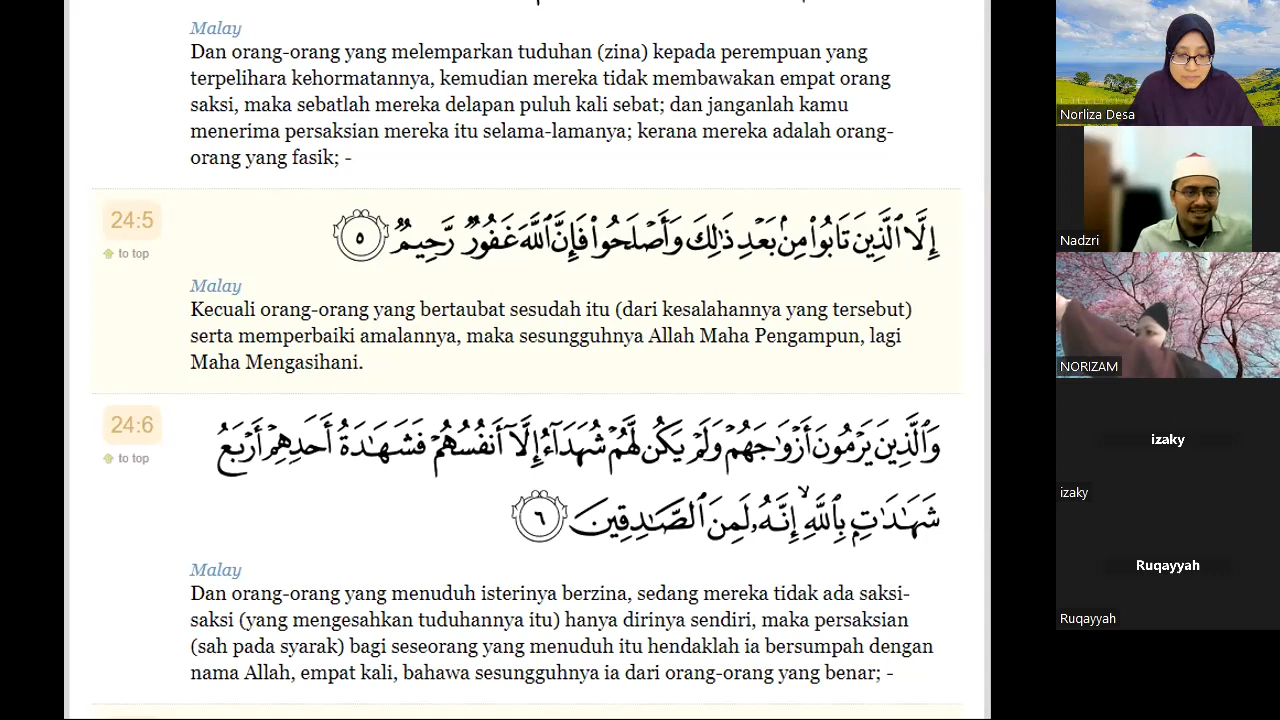 Malay
Dan orang-orang yang melemparkan tuduhan (zina) kepada perempuan yang
terpelihara kehormatannya, kemudian mereka tidak membawakan empat orang
saksi, maka sebatlah mereka delapan puluh kali sebat; dan janganlah kamu
menerima persaksian mereka itu selama-lamanya; kerana mereka adalah orang-
orang yang fasik; -
24:5
to top
إِلَّا ٱلَّذِينَ تَابُوا۟ مِنۢ بَعْدِ ذَٰلِكَ وَأَصْلَحُوا۟ فَإِنَّ ٱللَّهَ غَفُورٌ رَّحِيمٌ ٥
Malay
Kecuali orang-orang yang bertaubat sesudah itu (dari kesalahannya yang tersebut)
serta memperbaiki amalannya, maka sesungguhnya Allah Maha Pengampun, lagi
Maha Mengasihani.
24:6
to top
وَٱلَّذِينَ يَرْمُونَ أَزْوَٰجَهُمْ وَلَمْ يَكُن لَّهُمْ شُهَدَآءُ إِلَّآ أَنفُسُهُمْ فَشَهَـٰدَةُ أَحَدِهِمْ أَرْبَعُ
شَهَـٰدَٰتٍۭ بِٱللَّهِ ۙ إِنَّهُۥ لَمِنَ ٱلصَّـٰدِقِينَ ٦
Malay
Dan orang-orang yang menuduh isterinya berzina, sedang mereka tidak ada saksi-
saksi (yang mengesahkan tuduhannya itu) hanya dirinya sendiri, maka persaksian
(sah pada syarak) bagi seseorang yang menuduh itu hendaklah ia bersumpah dengan
nama Allah, empat kali, bahawa sesungguhnya ia dari orang-orang yang benar; -
Norliza Desa
Nadzri
NORIZAM
izaky
izaky
Ruqayyah
Ruqayyah